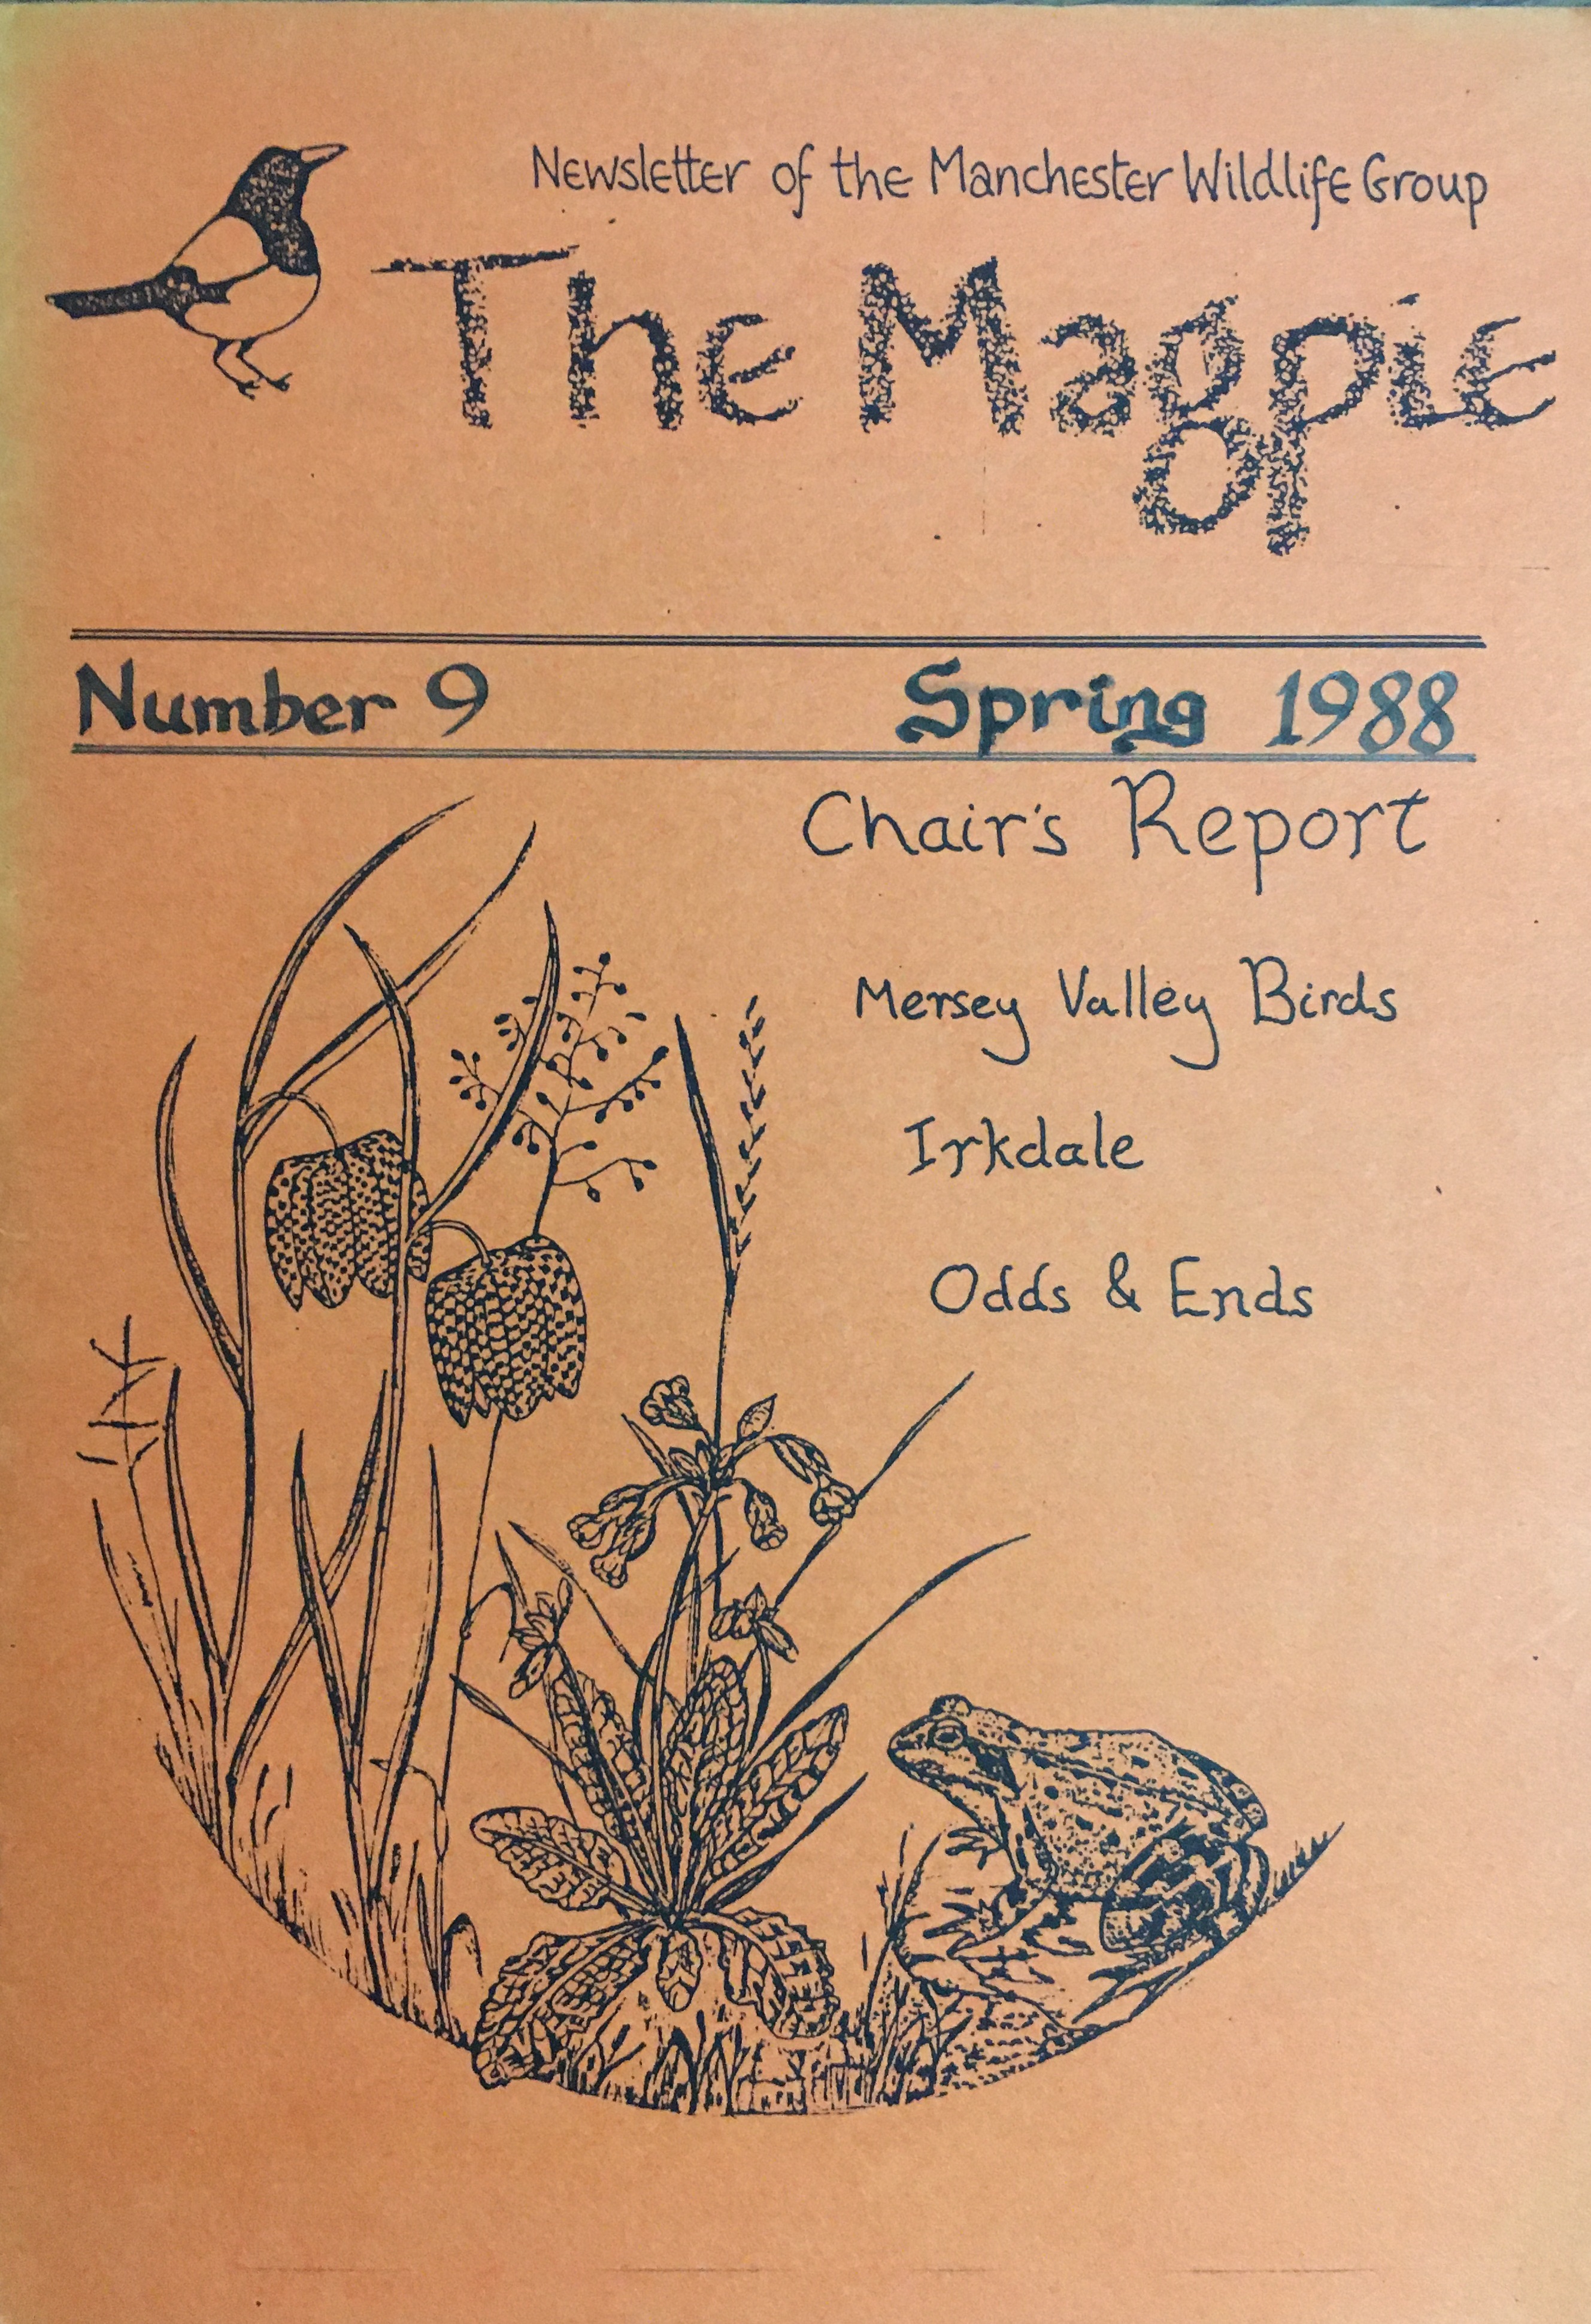 Newsletter of the Manchester Wildlife Group
The Magpie
Number 9 Spring 1988
Chair's Report
Mersey Valley Birds
Irkdale
Odds & Ends